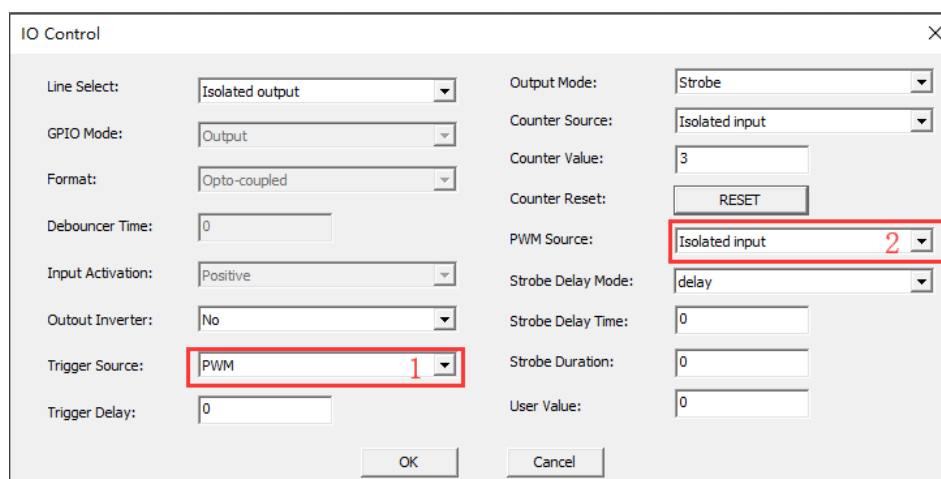 IO Control
Line Select: Isolated output
GPIO Mode: Output
Format: Opto-coupled
Debouncer Time: 0
Input Activation: Positive
Outout Inverter: No
Trigger Source: PWM 1
Trigger Delay: 0
Output Mode: Strobe
Counter Source: Isolated input
Counter Value: 3
Counter Reset: RESET
PWM Source: Isolated input 2
Strobe Delay Mode: delay
Strobe Delay Time: 0
Strobe Duration: 0
User Value: 0
OK Cancel